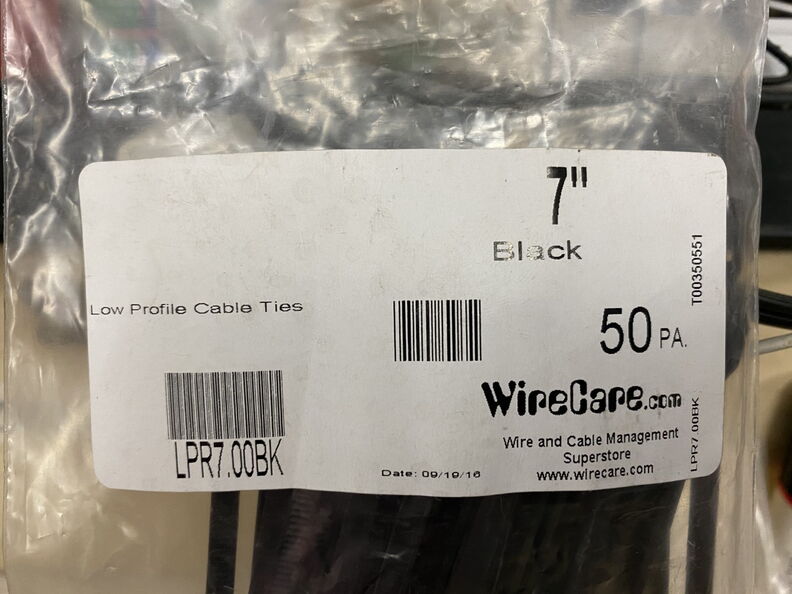 7"
Black
Low Profile Cable Ties
50 PA.
T00350551
LPR7.00BK
WireCare.com
Wire and Cable Management
Superstore
www.wirecare.com
Date: 09/19/16
LPR7.00BK